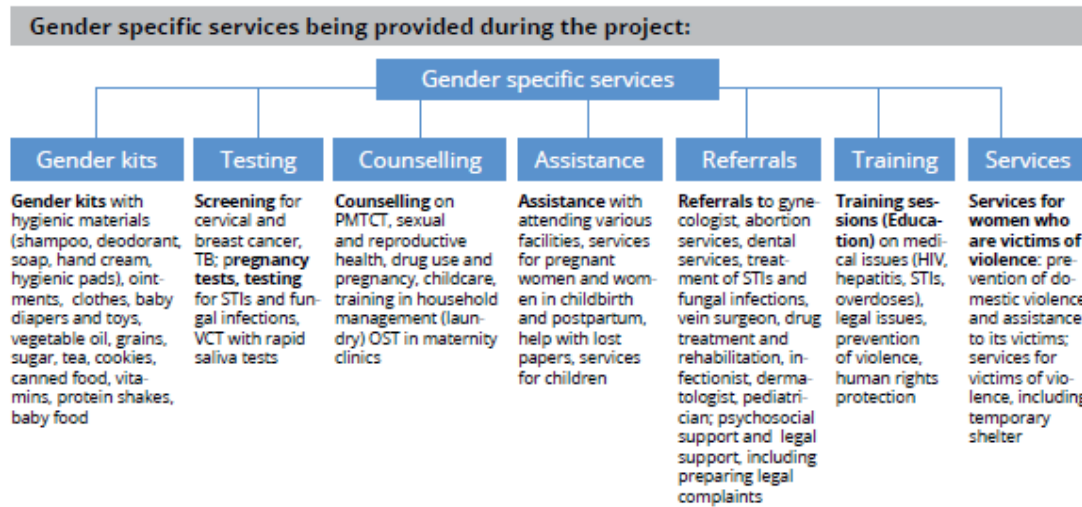 Gender specific services being provided during the project:
Gender specific services
Gender kits
Testing
Counselling
Assistance
Referrals
Training
Services
Gender kits with
hygienic materials
(shampoo, deodorant,
soap, hand cream,
hygienic pads), oint-
ments, clothes, baby
diapers and toys,
vegetable oil, grains,
sugar, tea, cookies,
canned food, vita-
mins, protein shakes,
baby food
Screening for
cervical and
breast cancer,
TB; pregnancy
tests, testing
for STIs and fun-
gal infections,
VCT with rapid
saliva tests
Counselling on
PMTCT, sexual
and reproductive
health, drug use and
pregnancy, childcare,
training in household
management (laun-
dry) OST in maternity
clinics
Assistance with
attending various
facilities, services
for pregnant
women and wom-
en in childbirth
and postpartum,
help with lost
papers, services
for children
Referrals to gyne-
cologist, abortion
services, dental
services, treat-
ment of STIs and
fungal infections,
vein surgeon, drug
treatment and
rehabilitation, in-
fectionist, derma-
tologist, pediatri-
cian; psychosocial
support and legal
support, including
preparing legal
complaints
Training ses-
sions (Educa-
tion) on medi-
cal issues (HIV,
hepatitis, STIs,
overdoses),
legal issues,
prevention
of violence,
human rights
protection
Services for
women who
are victims of
violence: pre-
vention of do-
mestic violence
and assistance
to its victims;
services for
victims of vio-
lence, including
temporary
shelter